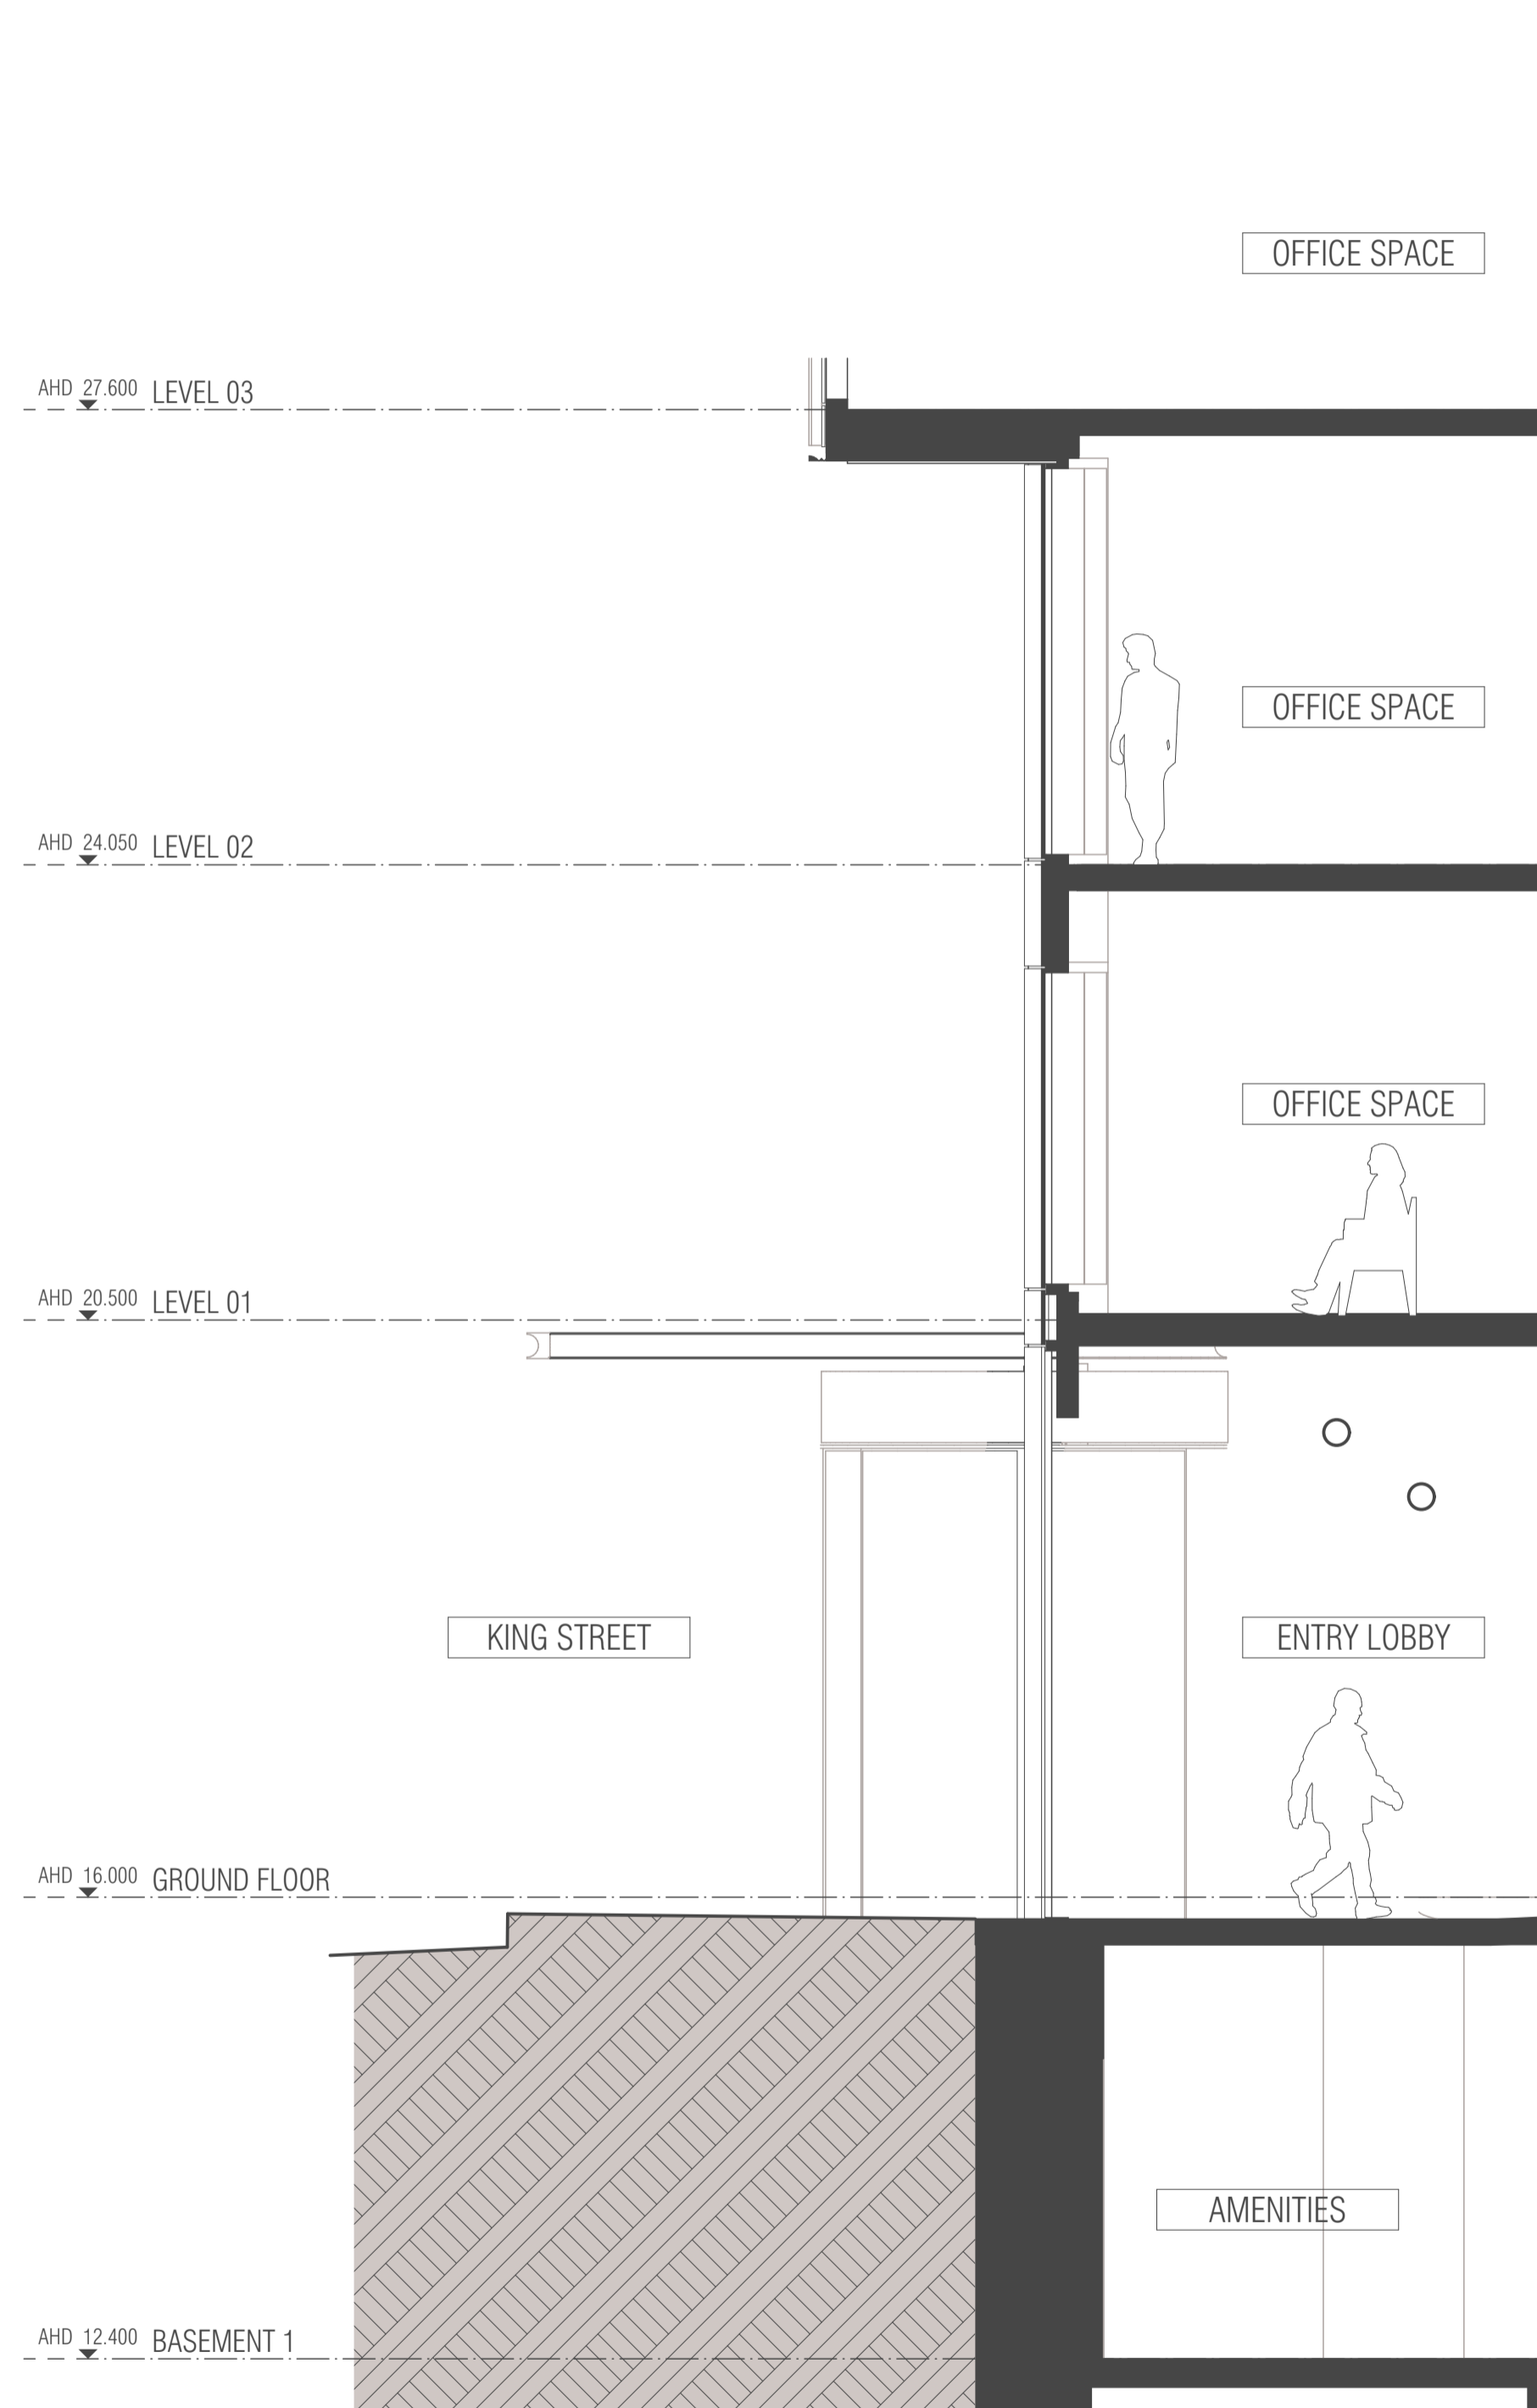 OFFICE SPACE
AHD 27.600 LEVEL 03
OFFICE SPACE
AHD 24.050 LEVEL 02
OFFICE SPACE
AHD 20.500 LEVEL 01
KING STREET
ENTRY LOBBY
AHD 16.000 GROUND FLOOR
AMENITIES
AHD 12.400 BASEMENT 1